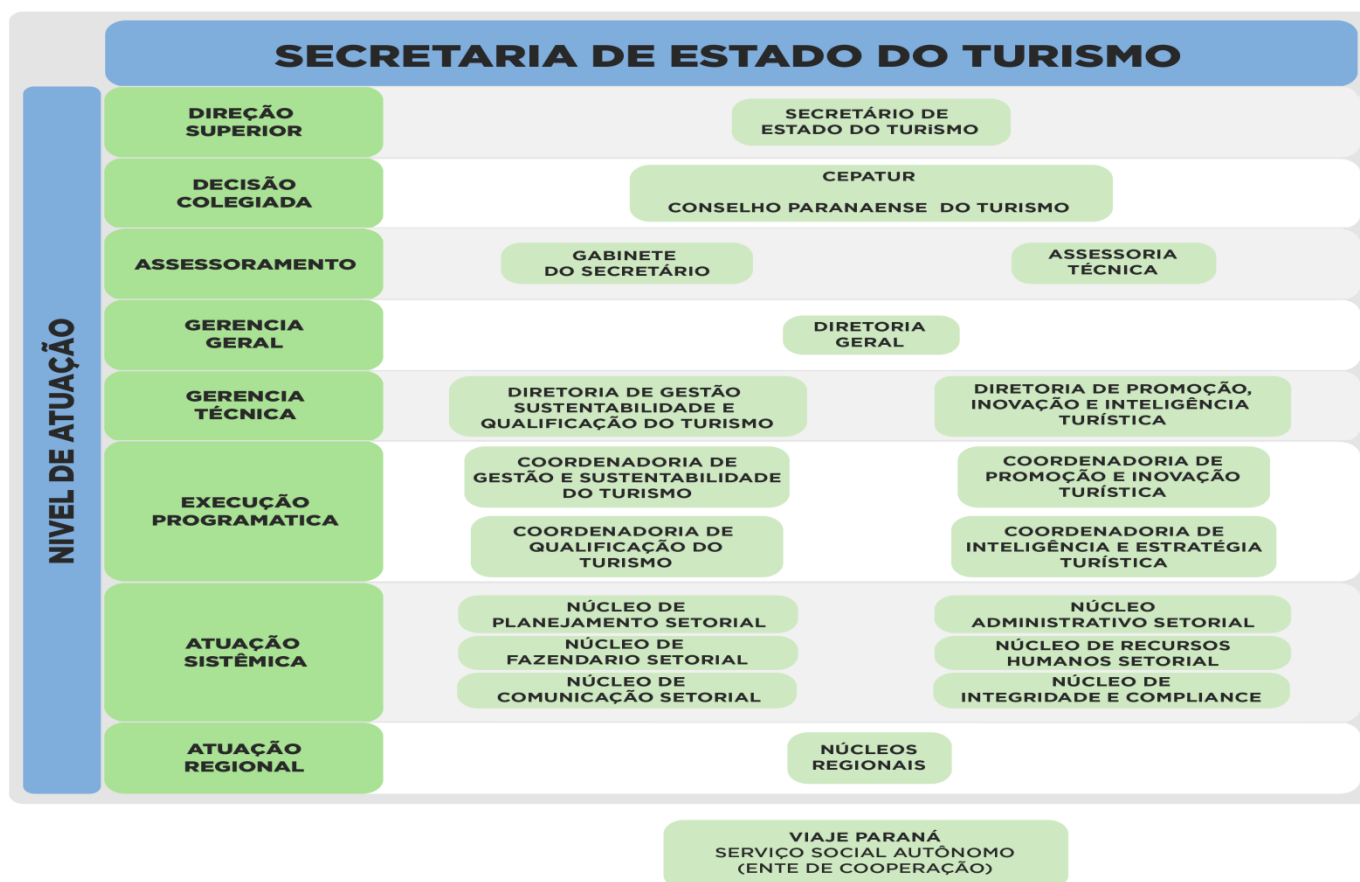 SECRETARIA DE ESTADO DO TURISMO
NIVEL DE ATUAÇÃO
DIREÇÃO
SUPERIOR
SECRETÁRIO DE
ESTADO DO TURiSMO
DECISÃO
COLEGIADA
CEPATUR
CONSELHO PARANAENSE DO TURISMO
ASSESSORAMENTO
GABINETE
DO SECRETÁRIO
ASSESSORIA
TÉCNICA
GERENCIA
GERAL
DIRETORIA
GERAL
GERENCIA
TÉCNICA
DIRETORIA DE GESTÃO
SUSTENTABILIDADE E
QUALIFICAÇÃO DO TURISMO
DIRETORIA DE PROMOÇÃO,
INOVAÇÃO E INTELIGÊNCIA
TURÍSTICA
EXECUÇÃO
PROGRAMATICA
COORDENADORIA DE
GESTÃO E SUSTENTABILIDADE
DO TURISMO
COORDENADORIA DE
PROMOÇÃO E INOVAÇÃO
TURÍSTICA
COORDENADORIA DE
QUALIFICAÇÃO DO
TURISMO
COORDENADORIA DE
INTELIGÊNCIA E ESTRATÉGIA
TURÍSTICA
ATUAÇÃO
SISTÊMICA
NÚCLEO DE
PLANEJAMENTO SETORIAL
NÚCLEO
ADMINISTRATIVO SETORIAL
NÚCLEO DE
FAZENDARIO SETORIAL
NÚCLEO DE RECURSOS
HUMANOS SETORIAL
NÚCLEO DE
COMUNICAÇÃO SETORIAL
NÚCLEO DE
INTEGRIDADE E COMPLIANCE
ATUAÇÃO
REGIONAL
NÚCLEOS
REGIONAIS
VIAJE PARANÁ
SERVIÇO SOCIAL AUTÔNOMO
(ENTE DE COOPERAÇÃO)